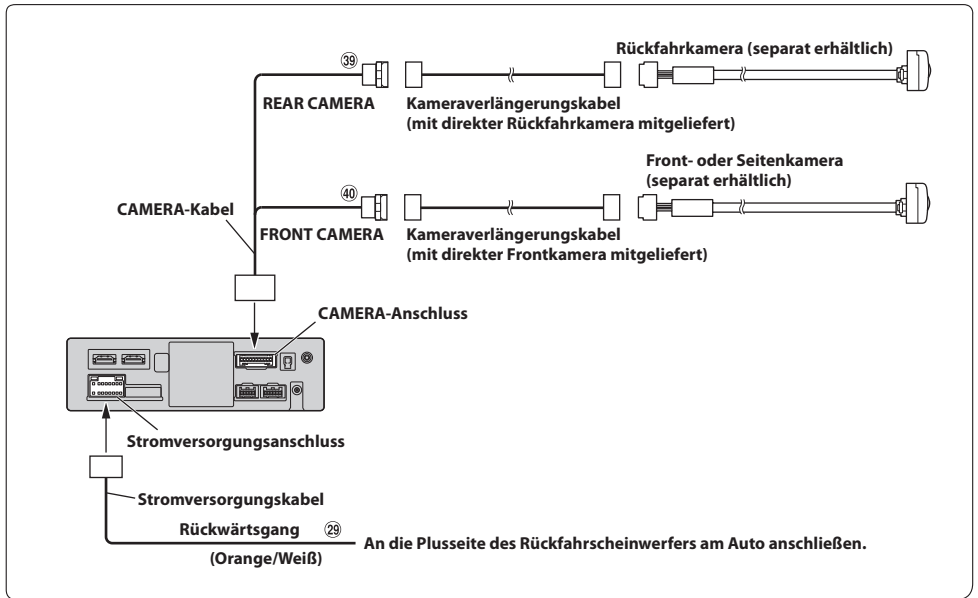 Rückfahrkamera (separat erhältlich)
39
REAR CAMERA
Kameraverlängerungskabel
(mit direkter Rückfahrkamera mitgeliefert)
Front- oder Seitenkamera
(separat erhältlich)
40
CAMERA-Kabel
FRONT CAMERA
Kameraverlängerungskabel
(mit direkter Frontkamera mitgeliefert)
CAMERA-Anschluss
Stromversorgungsanschluss
Stromversorgungskabel
Rückwärtsgang 29
(Orange/Weiß)
An die Plusseite des Rückfahrscheinwerfers am Auto anschließen.